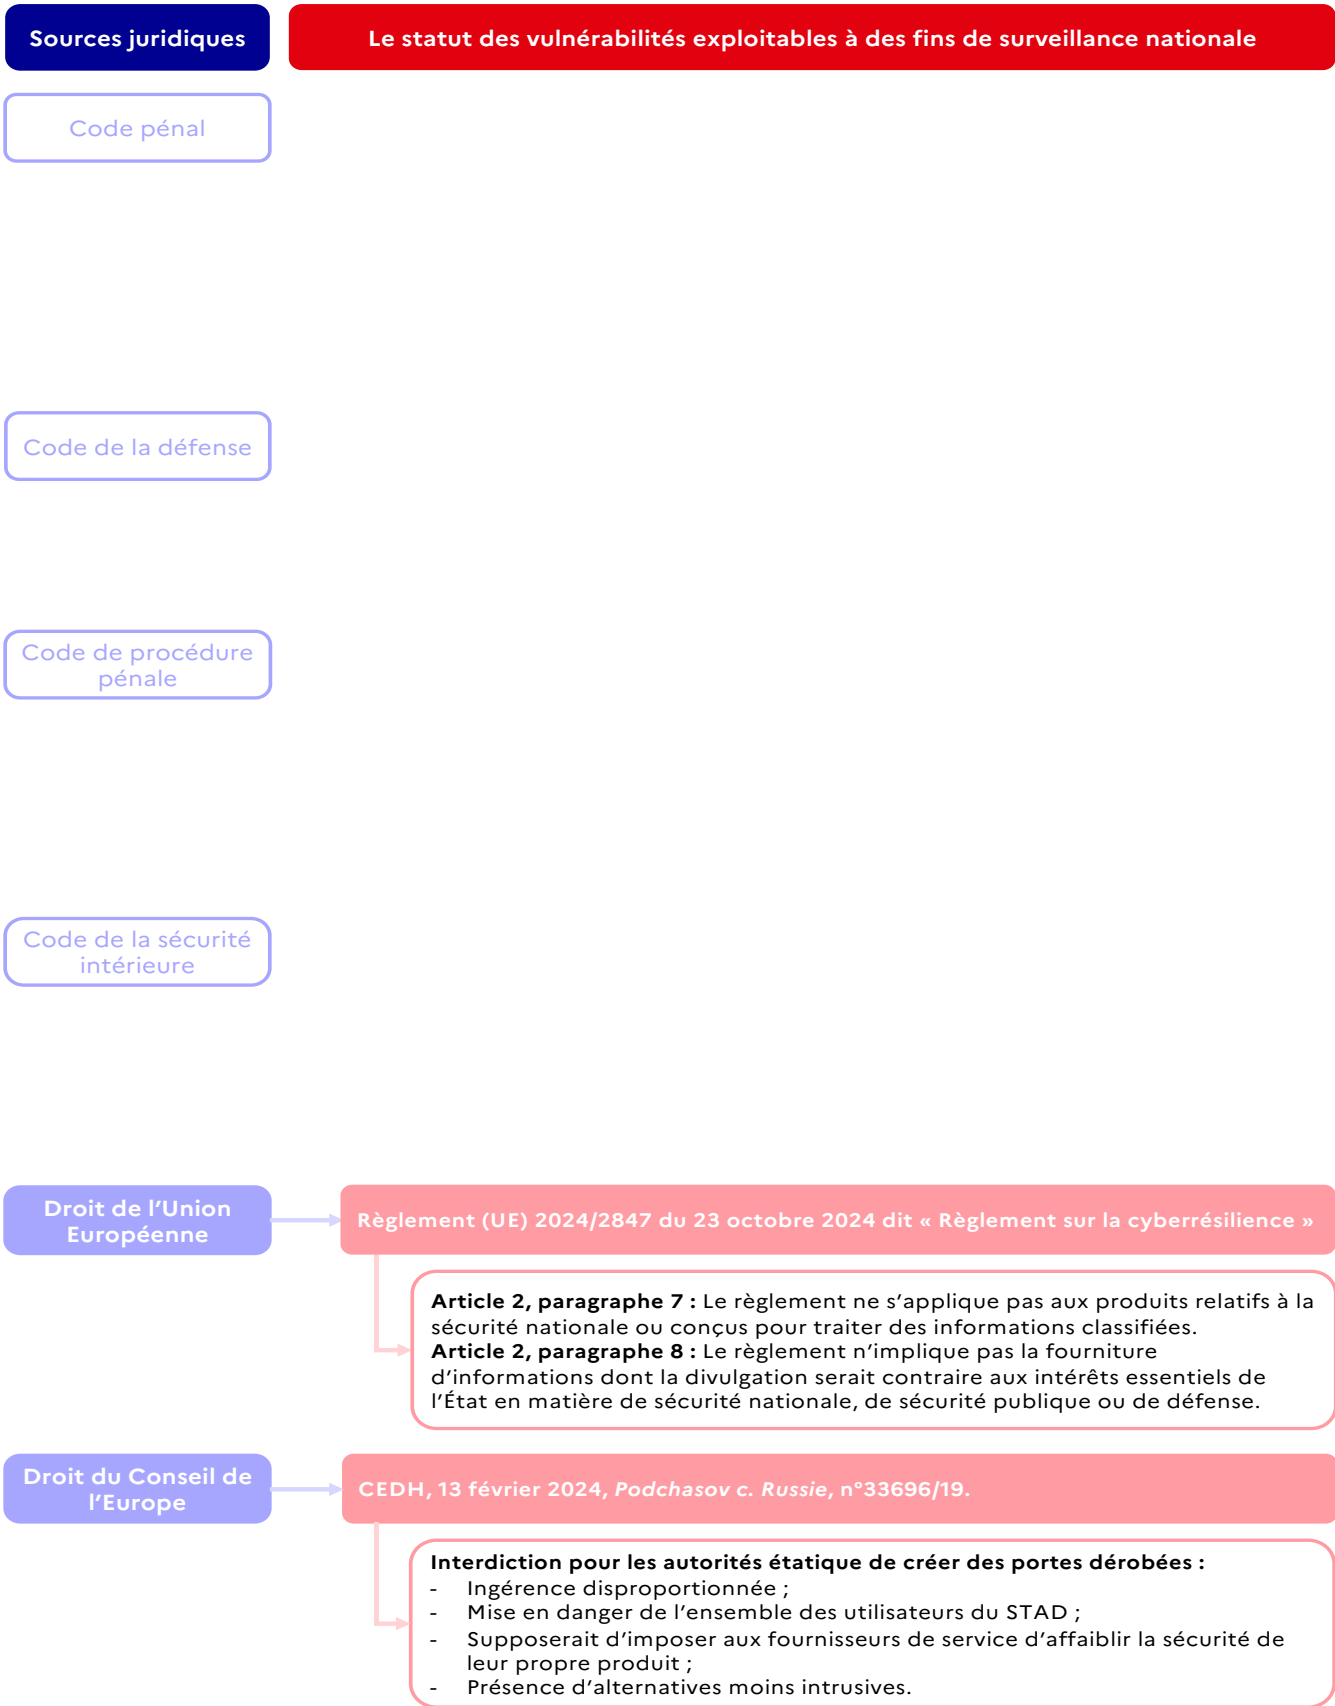 Sources juridiques
Le statut des vulnérabilités exploitables à des fins de surveillance nationale
Code pénal
Code de la défense
Code de procédure
pénale
Code de la sécurité
intérieure
Droit de l’Union
Européenne
Règlement (UE) 2024/2847 du 23 octobre 2024 dit « Règlement sur la cyberrésilience »
Article 2, paragraphe 7 : Le règlement ne s’applique pas aux produits relatifs à la
sécurité nationale ou conçus pour traiter des informations classifiées.
Article 2, paragraphe 8 : Le règlement n’implique pas la fourniture
d’informations dont la divulgation serait contraire aux intérêts essentiels de
l’État en matière de sécurité nationale, de sécurité publique ou de défense.
Droit du Conseil de
l’Europe
CEDH, 13 février 2024, Podchasov c. Russie, n°33696/19.
Interdiction pour les autorités étatique de créer des portes dérobées :
- Ingérence disproportionnée ;
- Mise en danger de l’ensemble des utilisateurs du STAD ;
- Supposerait d’imposer aux fournisseurs de service d’affaiblir la sécurité de
leur propre produit ;
- Présence d’alternatives moins intrusives.